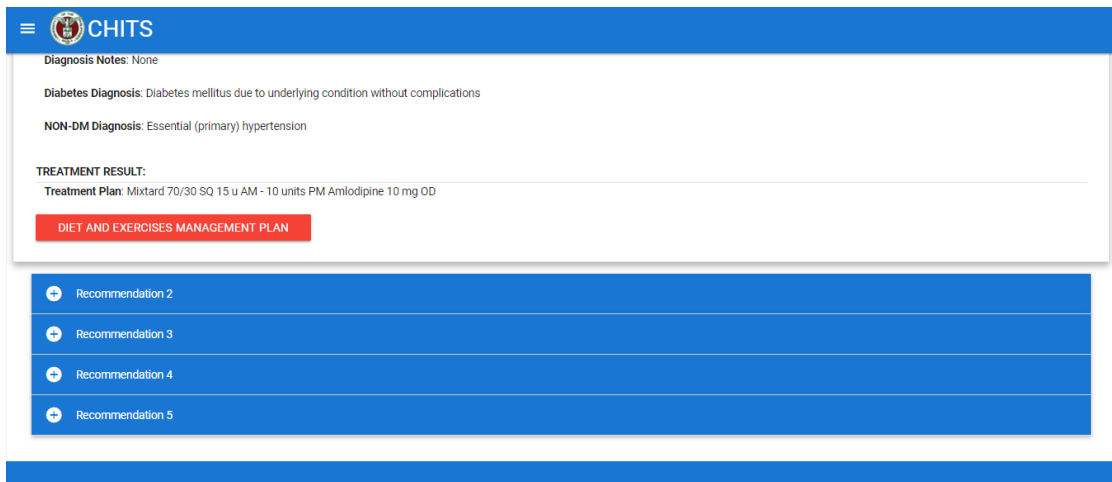 CHITS
Diagnosis Notes: None
Diabetes Diagnosis: Diabetes mellitus due to underlying condition without complications
NON-DM Diagnosis: Essential (primary) hypertension
TREATMENT RESULT:
Treatment Plan: Mixtard 70/30 SQ 15 u AM - 10 units PM Amlodipine 10 mg OD
DIET AND EXERCISES MANAGEMENT PLAN
Recommendation 2
Recommendation 3
Recommendation 4
Recommendation 5